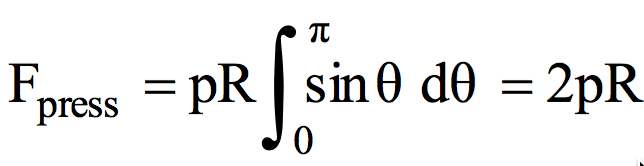 F_press = pR ∫_0^π sin θ dθ = 2pR